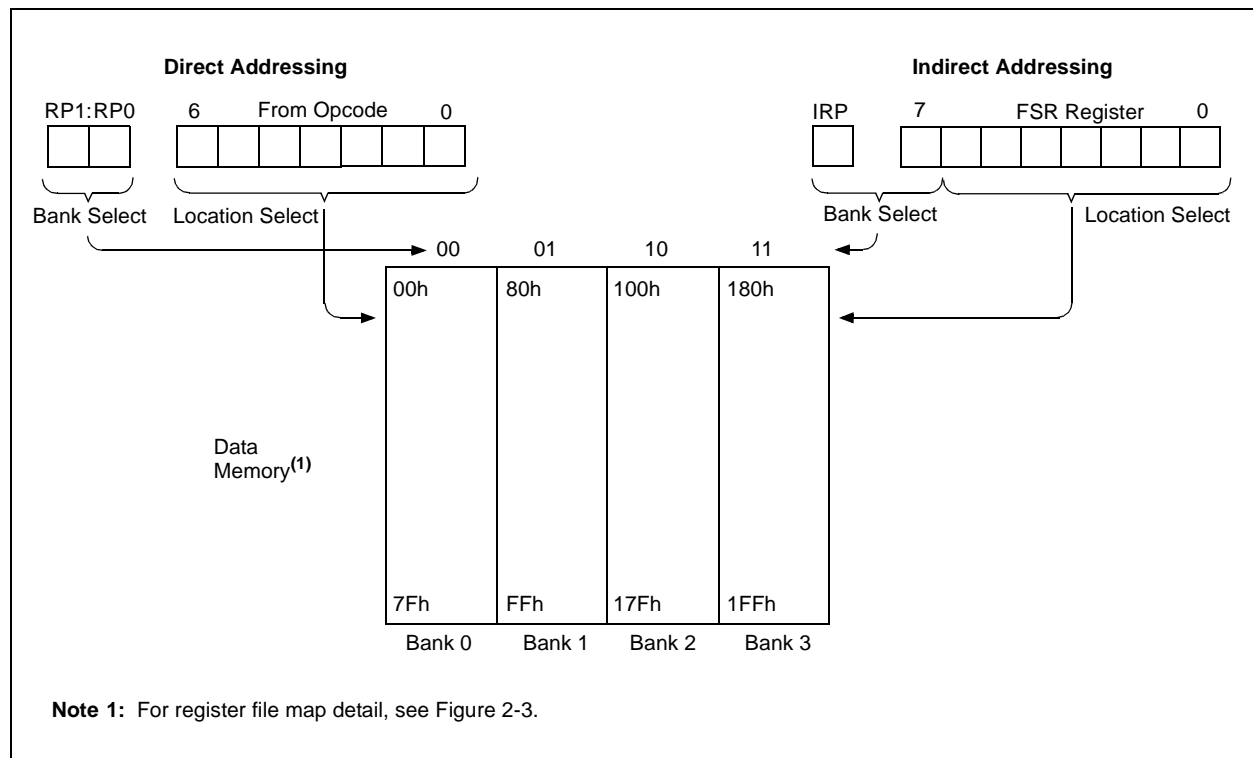 Direct Addressing
Indirect Addressing
RP1:RP0 6 From Opcode 0
IRP 7 FSR Register 0
Bank Select Location Select
Bank Select Location Select
00 01 10 11
00h 80h 100h 180h
Data
Memory(1)
7Fh FFh 17Fh 1FFh
Bank 0 Bank 1 Bank 2 Bank 3
Note 1: For register file map detail, see Figure 2-3.